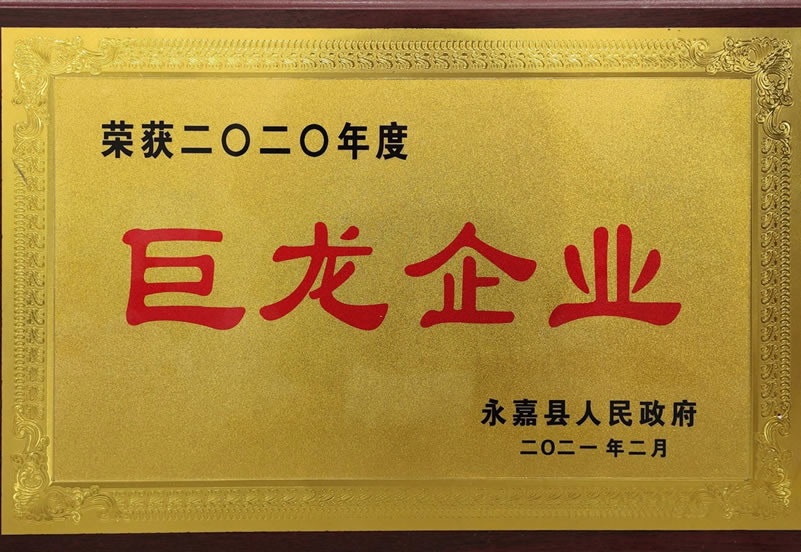 荣获二〇二〇年度
巨龙企业
永嘉县人民政府
二〇二一年二月